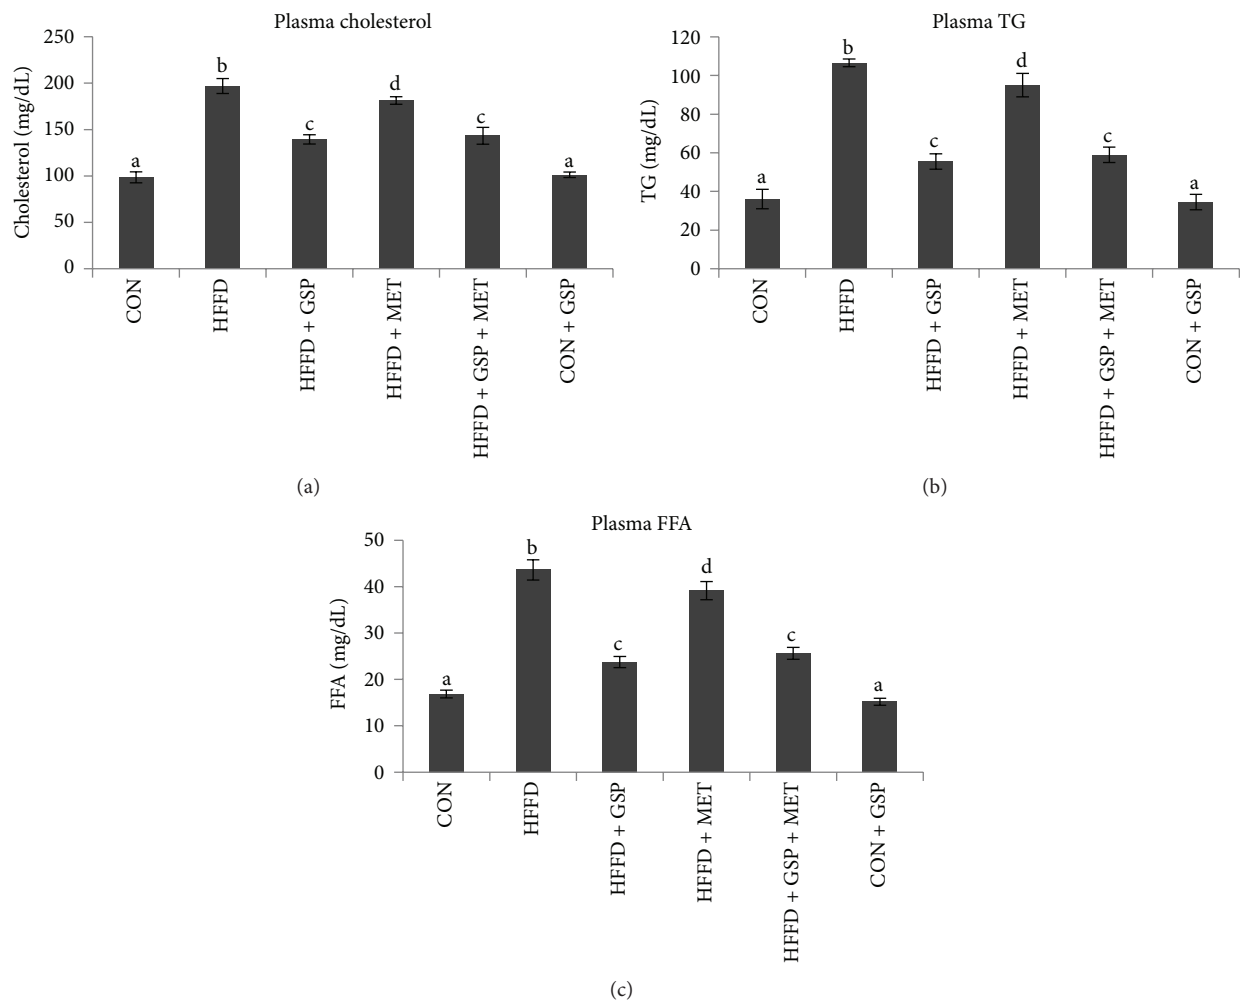 Plasma cholesterol
Cholesterol (mg/dL)
250
200
150
100
50
0
a
b
c
d
c
a
CON
HFFD
HFFD + GSP
HFFD + MET
HFFD + GSP + MET
CON + GSP
(a)
Plasma TG
TG (mg/dL)
120
100
80
60
40
20
0
a
b
c
d
c
a
CON
HFFD
HFFD + GSP
HFFD + MET
HFFD + GSP + MET
CON + GSP
(b)
Plasma FFA
FFA (mg/dL)
50
40
30
20
10
0
a
b
c
d
c
a
CON
HFFD
HFFD + GSP
HFFD + MET
HFFD + GSP + MET
CON + GSP
(c)